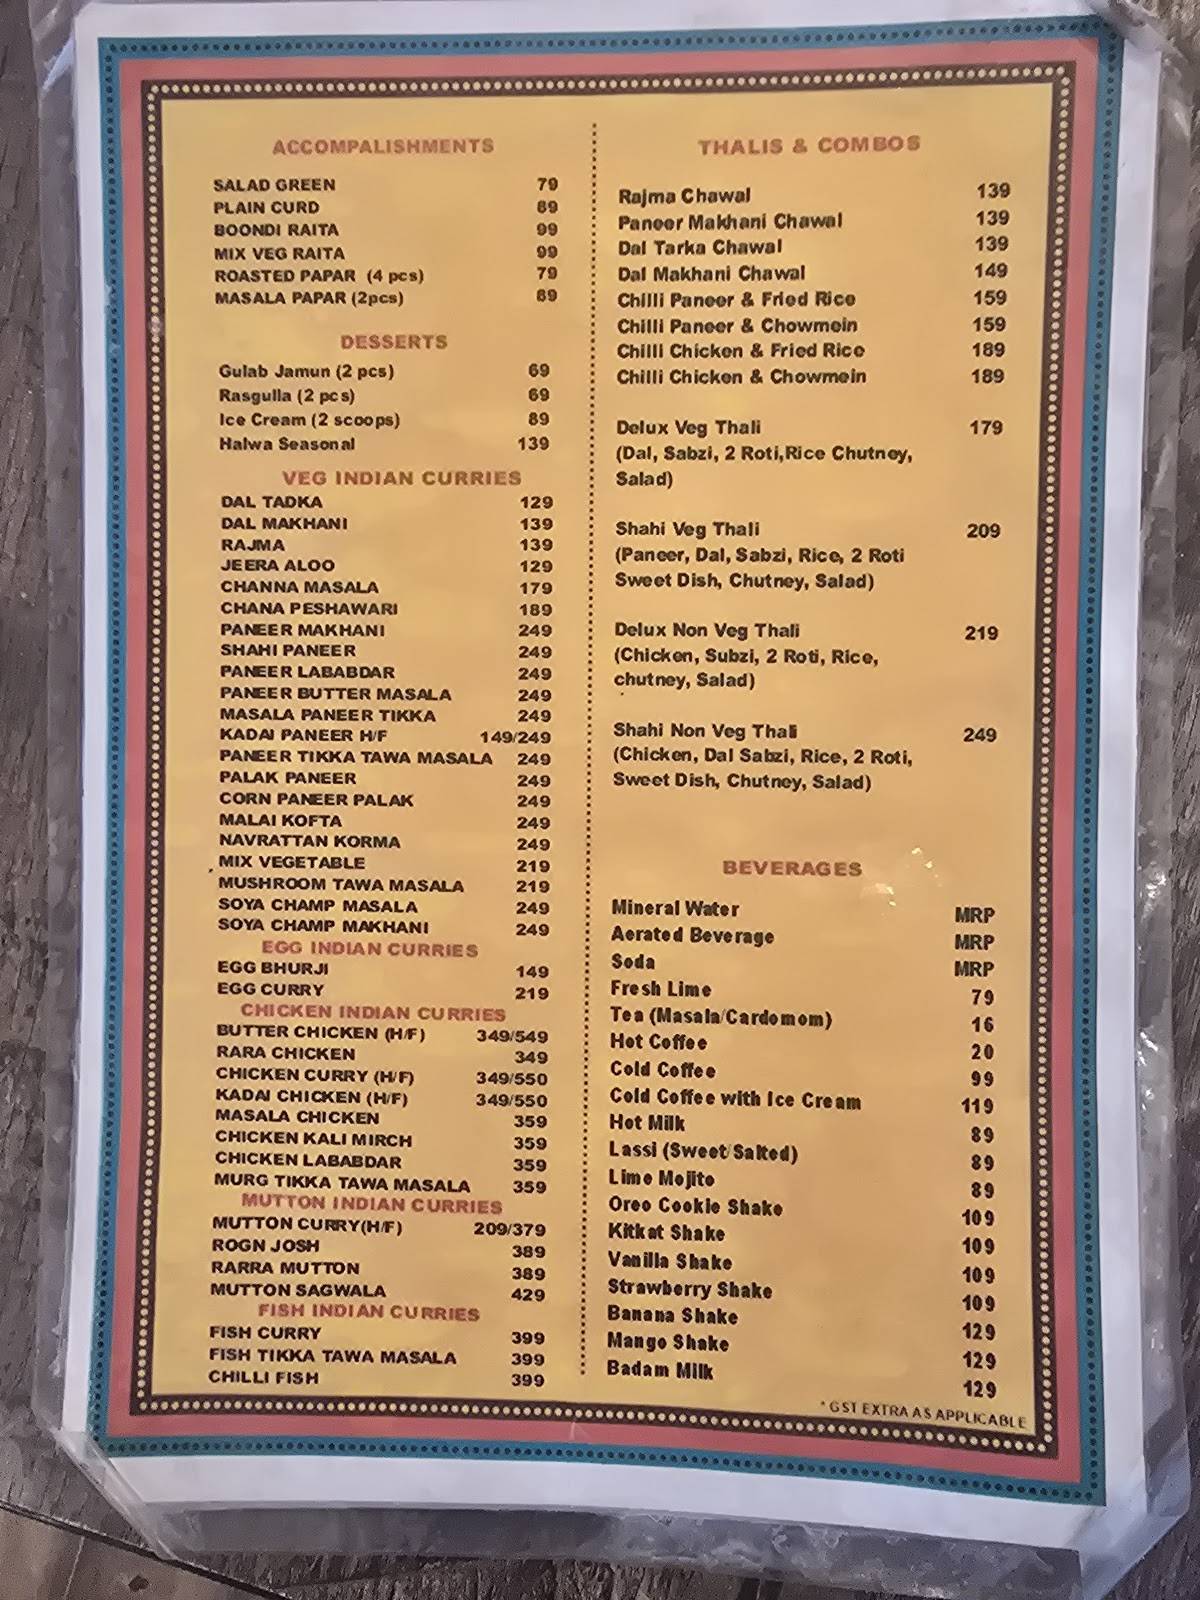 ACCOMPALISHMENTS
SALAD GREEN 79
PLAIN CURD 89
BOONDI RAITA 99
MIX VEG RAITA 99
ROASTED PAPAR (4 pcs) 79
MASALA PAPAR (2pcs) 89
DESSERTS
Gulab Jamun (2 pcs) 69
Rasgulla (2 pcs) 69
Ice Cream (2 scoops) 89
Halwa Seasonal 139
VEG INDIAN CURRIES
DAL TADKA 129
DAL MAKHANI 139
RAJMA 139
JEERA ALOO 129
CHANNA MASALA 179
CHANA PESHAWARI 189
PANEER MAKHANI 249
SHAHI PANEER 249
PANEER LABABDAR 249
PANEER BUTTER MASALA 249
MASALA PANEER TIKKA 249
KADAI PANEER H/F 149/249
PANEER TIKKA TAWA MASALA 249
PALAK PANEER 249
CORN PANEER PALAK 249
MALAI KOFTA 249
NAVRATTAN KORMA 249
MIX VEGETABLE 219
MUSHROOM TAWA MASALA 219
SOYA CHAMP MASALA 249
SOYA CHAMP MAKHANI 249
EGG INDIAN CURRIES
EGG BHURJI 149
EGG CURRY 219
CHICKEN INDIAN CURRIES
BUTTER CHICKEN (H/F) 349/549
RARA CHICKEN 349
CHICKEN CURRY (H/F) 349/550
KADAI CHICKEN (H/F) 349/550
MASALA CHICKEN 359
CHICKEN KALI MIRCH 359
CHICKEN LABABDAR 359
MURG TIKKA TAWA MASALA 359
MUTTON INDIAN CURRIES
MUTTON CURRY(H/F) 209/379
ROGN JOSH 389
RARRA MUTTON 389
MUTTON SAGWALA 429
FISH INDIAN CURRIES
FISH CURRY 399
FISH TIKKA TAWA MASALA 399
CHILLI FISH 399
THALIS & COMBOS
Rajma Chawal 139
Paneer Makhani Chawal 139
Dal Tarka Chawal 139
Dal Makhani Chawal 149
Chilli Paneer & Fried Rice 159
Chilli Paneer & Chowmein 159
Chilli Chicken & Fried Rice 189
Chilli Chicken & Chowmein 189
Delux Veg Thali 179
(Dal, Sabzi, 2 Roti,Rice Chutney,
Salad)
Shahi Veg Thali 209
(Paneer, Dal, Sabzi, Rice, 2 Roti
Sweet Dish, Chutney, Salad)
Delux Non Veg Thali 219
(Chicken, Subzi, 2 Roti, Rice,
chutney, Salad)
Shahi Non Veg Thali 249
(Chicken, Dal Sabzi, Rice, 2 Roti,
Sweet Dish, Chutney, Salad)
BEVERAGES
Mineral Water MRP
Aerated Beverage MRP
Soda MRP
Fresh Lime 79
Tea (Masala/Cardomom) 16
Hot Coffee 20
Cold Coffee 99
Cold Coffee with Ice Cream 119
Hot Milk 89
Lassi (Sweet/Salted) 89
Lime Mojito 89
Oreo Cookie Shake 109
Kitkat Shake 109
Vanilla Shake 109
Strawberry Shake 109
Banana Shake 129
Mango Shake 129
Badam Milk 129
* GST EXTRA AS APPLICABLE